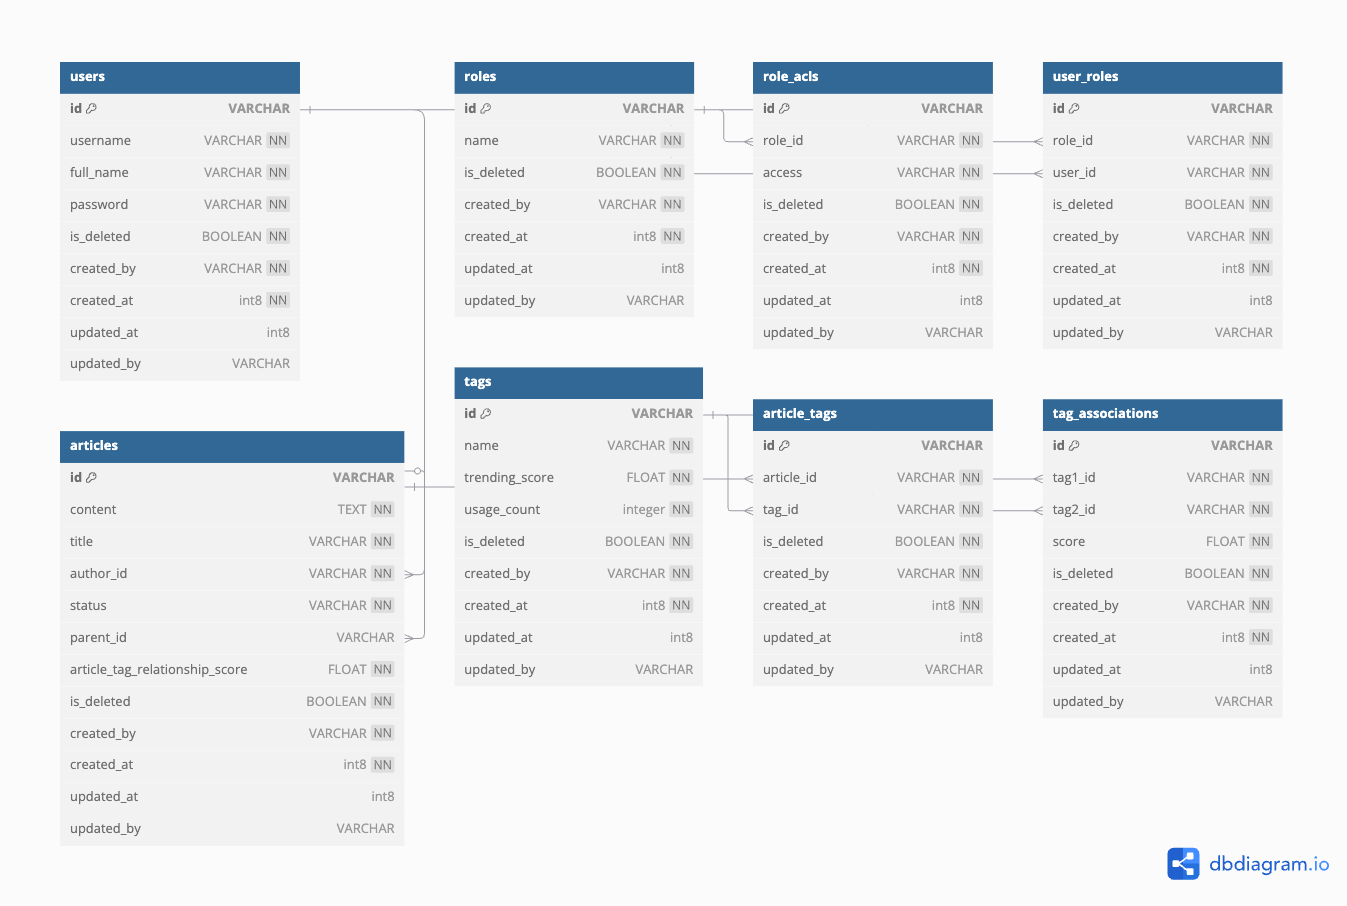 users
id VARCHAR
username VARCHAR NN
full_name VARCHAR NN
password VARCHAR NN
is_deleted BOOLEAN NN
created_by VARCHAR NN
created_at int8 NN
updated_at int8
updated_by VARCHAR
roles
id VARCHAR
name VARCHAR NN
is_deleted BOOLEAN NN
created_by VARCHAR NN
created_at int8 NN
updated_at int8
updated_by VARCHAR
role_acls
id VARCHAR
role_id VARCHAR NN
access VARCHAR NN
is_deleted BOOLEAN NN
created_by VARCHAR NN
created_at int8 NN
updated_at int8
updated_by VARCHAR
user_roles
id VARCHAR
role_id VARCHAR NN
user_id VARCHAR NN
is_deleted BOOLEAN NN
created_by VARCHAR NN
created_at int8 NN
updated_at int8
updated_by VARCHAR
articles
id VARCHAR
content TEXT NN
title VARCHAR NN
author_id VARCHAR NN
status VARCHAR NN
parent_id VARCHAR
article_tag_relationship_score FLOAT NN
is_deleted BOOLEAN NN
created_by VARCHAR NN
created_at int8 NN
updated_at int8
updated_by VARCHAR
tags
id VARCHAR
name VARCHAR NN
trending_score FLOAT NN
usage_count integer NN
is_deleted BOOLEAN NN
created_by VARCHAR NN
created_at int8 NN
updated_at int8
updated_by VARCHAR
article_tags
id VARCHAR
article_id VARCHAR NN
tag_id VARCHAR NN
is_deleted BOOLEAN NN
created_by VARCHAR NN
created_at int8 NN
updated_at int8
updated_by VARCHAR
tag_associations
id VARCHAR
tag1_id VARCHAR NN
tag2_id VARCHAR NN
score FLOAT NN
is_deleted BOOLEAN NN
created_by VARCHAR NN
created_at int8 NN
updated_at int8
updated_by VARCHAR
dbdiagram.io